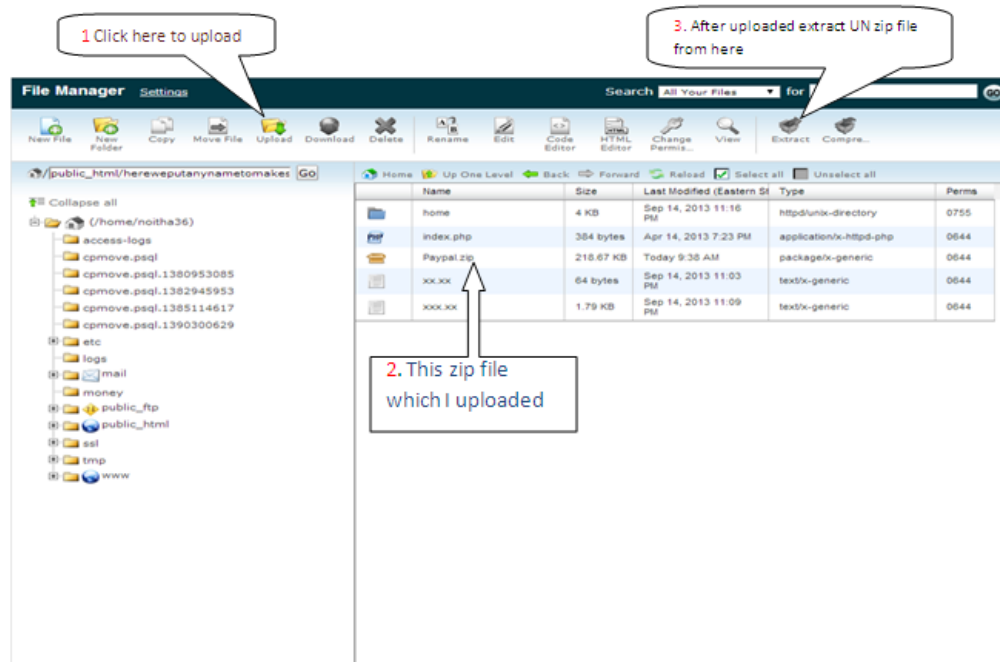 1 Click here to upload
3. After uploaded extract UN zip file
from here
File Manager Settings
Search All Your Files for GO
New File
New Folder
Copy
Move File
Upload
Download
Delete
Rename
Edit
Code Editor
HTML Editor
Change Permis...
View
Extract
Compre...
/public_html/hereweputanynametomakes Go
Home Up One Level Back Forward Reload Select all Unselect all
Collapse all
(/home/noitha36)
access-logs
cpmove.psql
cpmove.psql.1380953085
cpmove.psql.1382945953
cpmove.psql.1385114617
cpmove.psql.1390300629
etc
logs
mail
money
public_ftp
public_html
ssl
tmp
www
Name Size Last Modified (Eastern St Type Perms
home 4 KB Sep 14, 2013 11:16 PM httpd/unix-directory 0755
index.php 384 bytes Apr 14, 2013 7:23 PM application/x-httpd-php 0644
Paypal.zip 218.67 KB Today 9:38 AM package/x-generic 0644
xx.xx 64 bytes Sep 14, 2013 11:03 PM text/x-generic 0644
xxx.xx 1.79 KB Sep 14, 2013 11:09 PM text/x-generic 0644
2. This zip file
which I uploaded